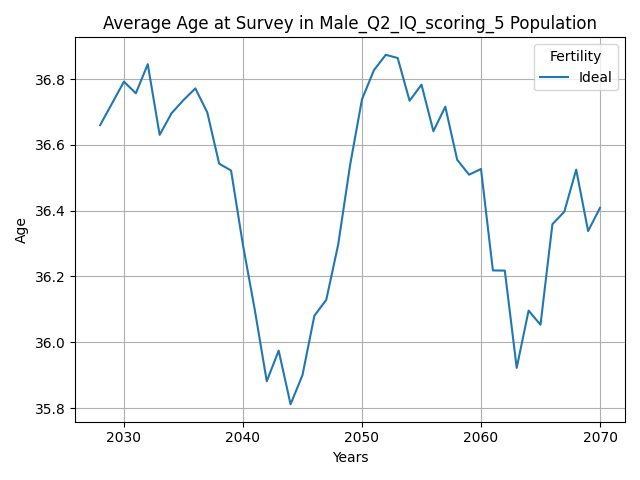 Average Age at Survey in Male_Q2_IQ_scoring_5 Population
Fertility
Ideal
36.8
36.6
36.4
36.2
36.0
35.8
Age
2030 2040 2050 2060 2070
Years